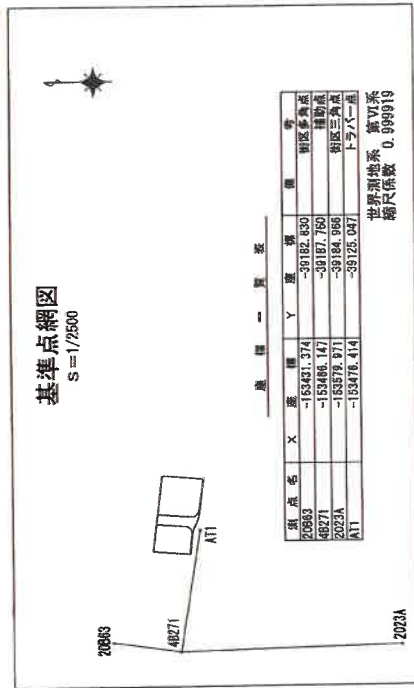 基準点網図
S=1/2500
20B63
4B271
AT1
2023A
座標一覧表
測点名 X座標 Y座標 備号
20B63 -153431.374 -39182.830 街区多角点
4B271 -153486.147 -39187.760 補助点
2023A -153579.971 -39184.966 街区三角点
AT1 -153476.414 -39125.047 トラバー点
世界測地系 第VI系
縮尺係数 0.999919